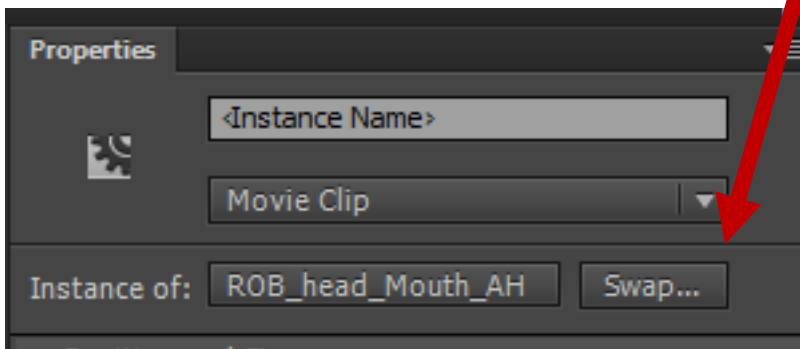 Properties
<Instance Name>
Movie Clip
Instance of: ROB_head_Mouth_AH Swap...